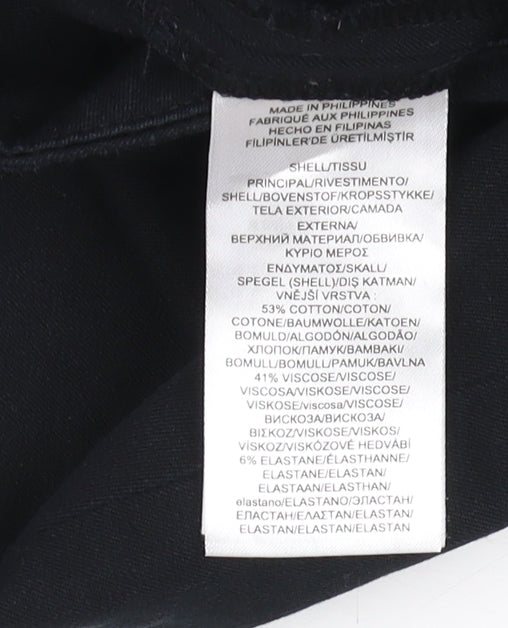 MADE IN PHILIPPINES
FABRIQUÉ AUX PHILIPPINES
HECHO EN FILIPINAS
FILIPINLER'DE ÜRETILMIŞTIR
SHELL/TISSU
PRINCIPAL/RIVESTIMENTO/
SHELL/BOVENSTOF/KROPSSTYKKE/
TELA EXTERIOR/CAMADA
EXTERNA/
ВЕРХНИЙ МАТЕРИАЛ/ОБВИВКА/
ΚΥΡΙΟ ΜΕΡΟΣ
ΕΝΔΥΜΑΤΟΣ/SKALL/
SPEGEL (SHELL)/DIŞ KATMAN/
VNĚJŠÍ VRSTVA :
53% COTTON/COTON/
COTONE/BAUMWOLLE/KATOEN/
BOMULD/ALGODÓN/ALGODÃO/
ХЛОПОК/ПАМУК/ΒΑΜΒΑΚΙ/
BOMULL/BOMULL/PAMUK/BAVLNA
41% VISCOSE/VISCOSE/
VISCOSA/VISKOSE/VISCOSE/
VISKOSE/viscosa/VISCOSE/
ВИСКОЗА/ВИСКОЗА/
ΒΙΣΚΟΖ/VISKOSE/VISKOS/
VİSKOZ/VISKÓZOVÉ HEDVÁBÍ
6% ELASTANE/ÉLASTHANNE/
ELASTANE/ELASTAN/
ELASTAAN/ELASTHAN/
elastano/ELASTANO/ЭЛАСТАН/
ЕЛАСТАН/ΕΛΑΣΤΑΝ/ELASTAN/
ELASTAN/ELASTAN/ELASTAN